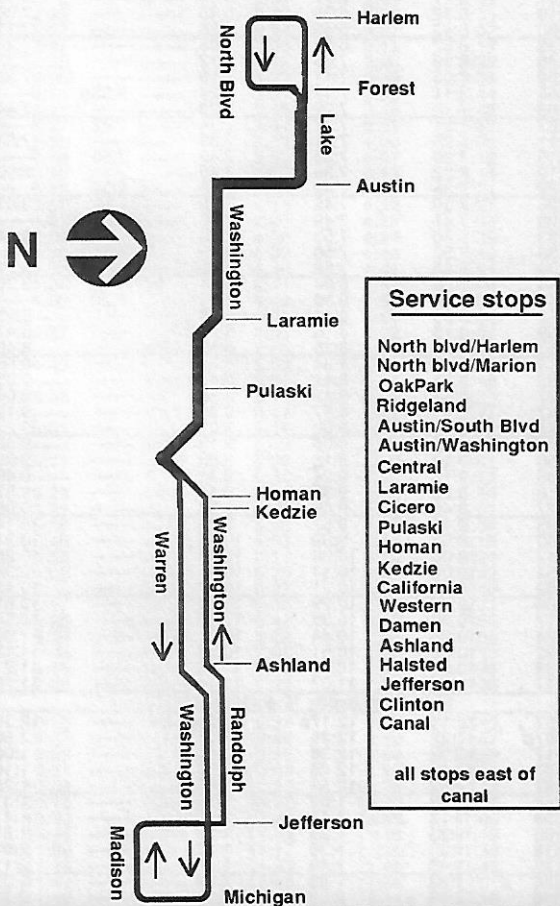 Harlem
North Blvd
Forest
Lake
Austin
N
Washington
Laramie
Pulaski
Homan
Kedzie
Warren
Washington
Ashland
Washington
Randolph
Jefferson
Madison
Michigan
Service stops
North blvd/Harlem
North blvd/Marion
OakPark
Ridgeland
Austin/South Blvd
Austin/Washington
Central
Laramie
Cicero
Pulaski
Homan
Kedzie
California
Western
Damen
Ashland
Halsted
Jefferson
Clinton
Canal
all stops east of
canal